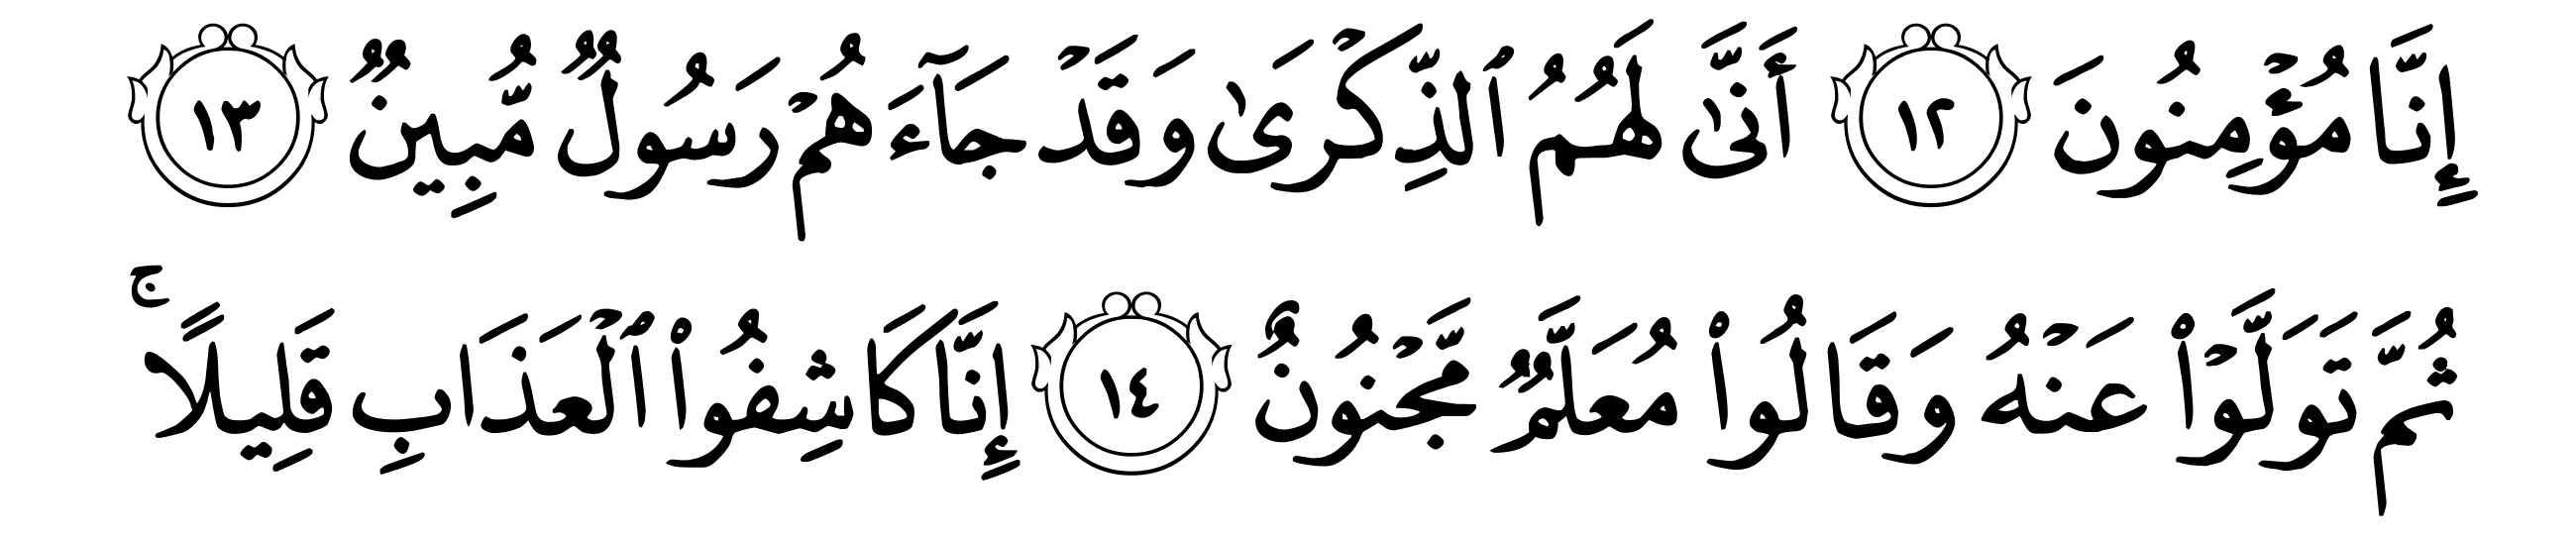 إِنَّا مُؤْمِنُونَ ١٢ أَنَّىٰ لَهُمُ ٱلذِّكْرَىٰ وَقَدْ جَآءَهُمْ رَسُولٌ مُّبِينٌ ١٣
ثُمَّ تَوَلَّوْا۟ عَنْهُ وَقَالُوا۟ مُعَلَّمٌ مَّجْنُونٌ ١٤ إِنَّا كَاشِفُوا۟ ٱلْعَذَابِ قَلِيلًا ۚ